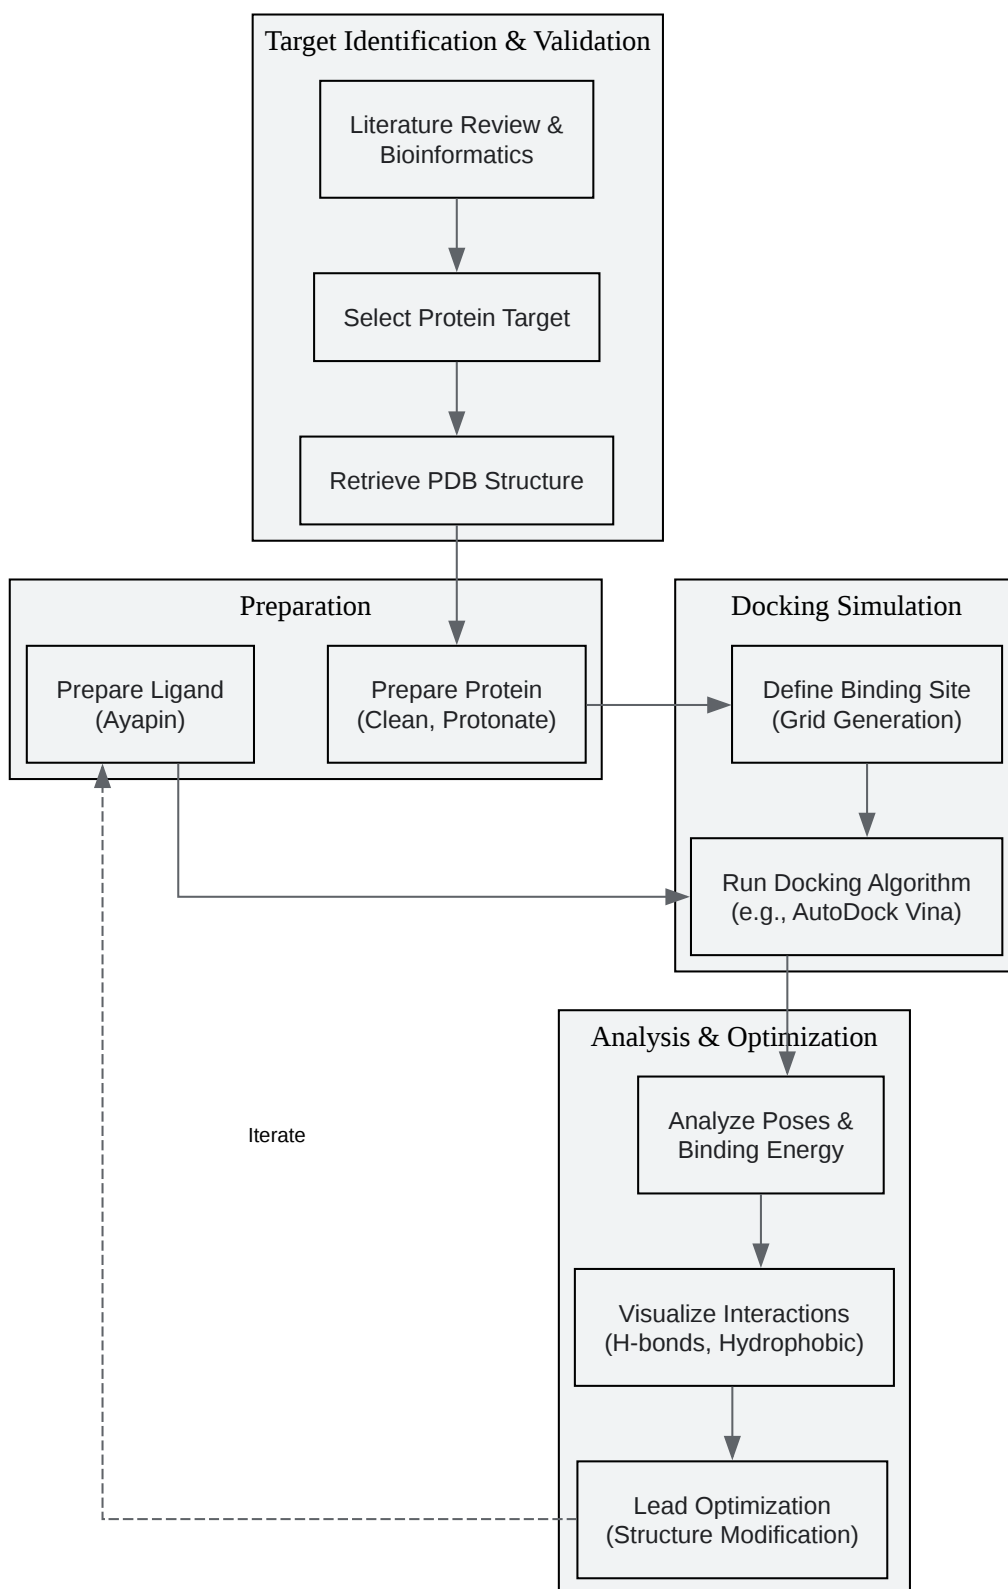 Target Identification & Validation
Literature Review &
Bioinformatics
Select Protein Target
Retrieve PDB Structure
Preparation
Prepare Ligand
(Ayapin)
Prepare Protein
(Clean, Protonate)
Docking Simulation
Define Binding Site
(Grid Generation)
Run Docking Algorithm
(e.g., AutoDock Vina)
Analysis & Optimization
Analyze Poses &
Binding Energy
Iterate
Visualize Interactions
(H-bonds, Hydrophobic)
Lead Optimization
(Structure Modification)